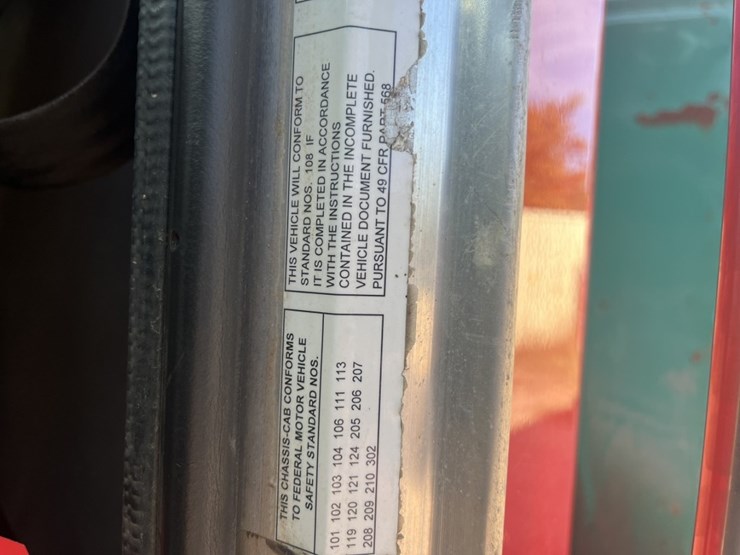 THIS CHASSIS-CAB CONFORMS
TO FEDERAL MOTOR VEHICLE
SAFETY STANDARD NOS.
101 102 103 104 106 111 113
119 120 121 124 205 206 207
208 209 210 302
THIS VEHICLE WILL CONFORM TO
STANDARD NOS. 108 IF
IT IS COMPLETED IN ACCORDANCE
WITH THE INSTRUCTIONS
CONTAINED IN THE INCOMPLETE
VEHICLE DOCUMENT FURNISHED.
PURSUANT TO 49 CFR PART 568